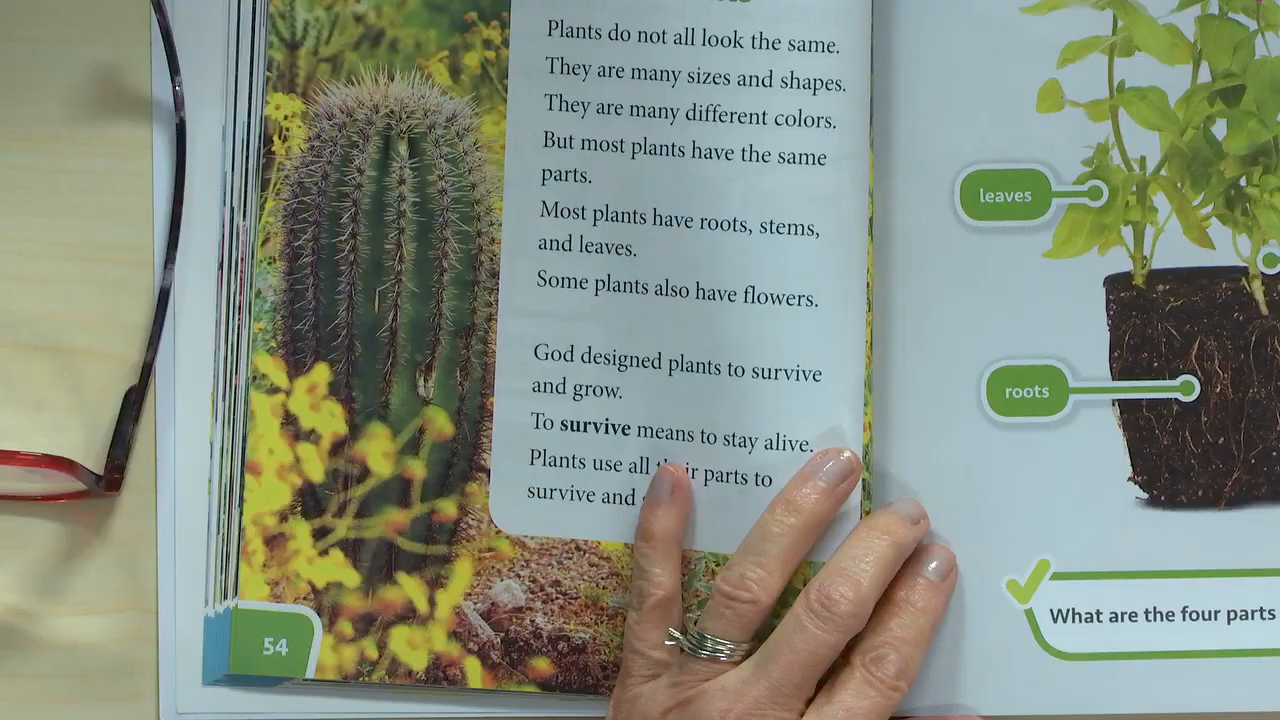 Plants do not all look the same.
They are many sizes and shapes.
They are many different colors.
But most plants have the same
parts.
Most plants have roots, stems,
and leaves.
Some plants also have flowers.
God designed plants to survive
and grow.
To survive means to stay alive.
Plants use all their parts to
survive and
54
leaves
roots
What are the four parts